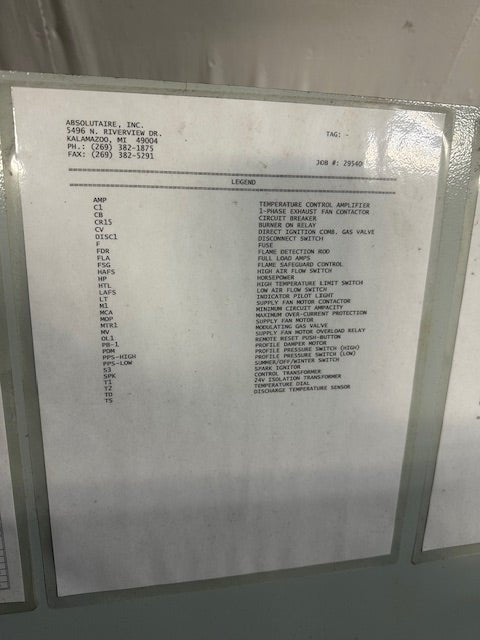 ABSOLUTAIRE, INC.
5496 N. RIVERVIEW DR.
KALAMAZOO, MI 49004
PH.: (269) 382-1875
FAX: (269) 382-5291
TAG: -
JOB #: 29540
LEGEND
AMP TEMPERATURE CONTROL AMPLIFIER
C1 1-PHASE EXHAUST FAN CONTACTOR
CB CIRCUIT BREAKER
CR15 BURNER ON RELAY
CV DIRECT IGNITION COMB. GAS VALVE
DISC1 DISCONNECT SWITCH
F FUSE
FDR FLAME DETECTION ROD
FLA FULL LOAD AMPS
FSG FLAME SAFEGUARD CONTROL
HAFS HIGH AIR FLOW SWITCH
HP HORSEPOWER
HTL HIGH TEMPERATURE LIMIT SWITCH
LAFS LOW AIR FLOW SWITCH
LT INDICATOR PILOT LIGHT
M1 SUPPLY FAN MOTOR CONTACTOR
MCA MINIMUM CIRCUIT AMPACITY
MOP MAXIMUM OVER-CURRENT PROTECTION
MTR1 SUPPLY FAN MOTOR
MV MODULATING GAS VALVE
OL1 SUPPLY FAN MOTOR OVERLOAD RELAY
PB-1 REMOTE RESET PUSH-BUTTON
PDM PROFILE DAMPER MOTOR
PPS-HIGH PROFILE PRESSURE SWITCH (HIGH)
PPS-LOW PROFILE PRESSURE SWITCH (LOW)
S3 SUMMER/OFF/WINTER SWITCH
SPK SPARK IGNITOR
T1 CONTROL TRANSFORMER
T2 24V ISOLATION TRANSFORMER
TD TEMPERATURE DIAL
TS DISCHARGE TEMPERATURE SENSOR